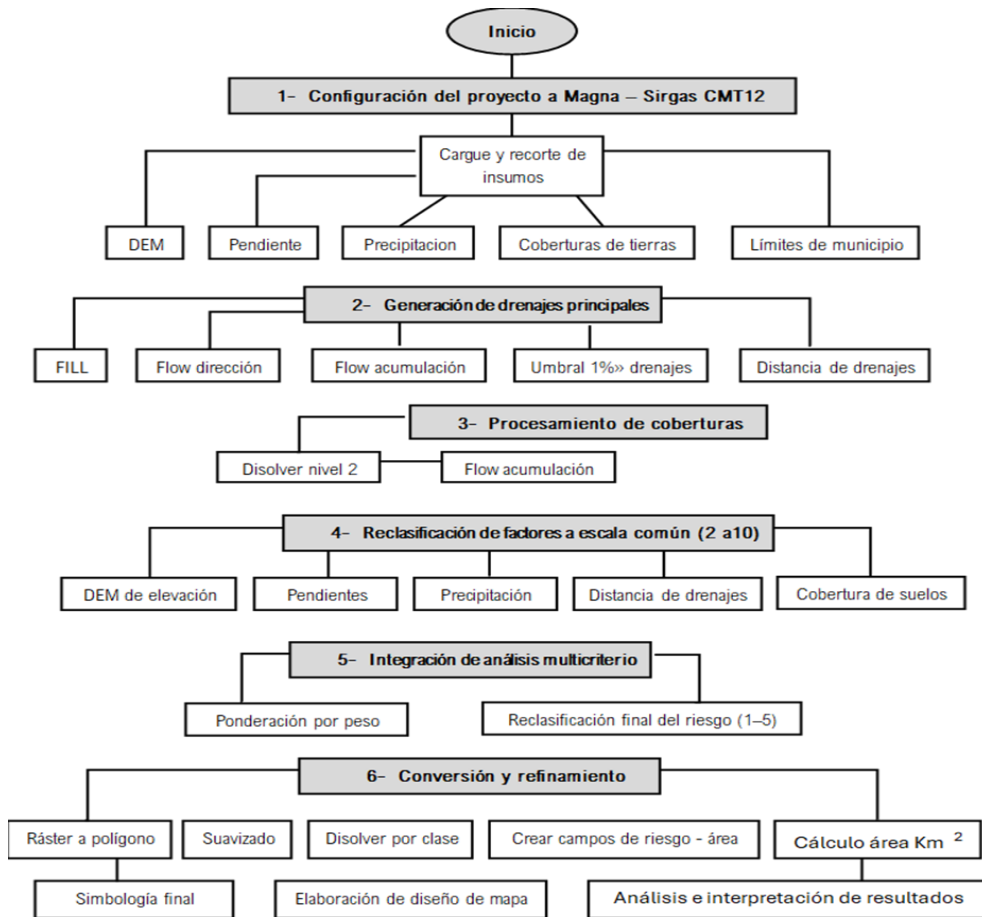 Inicio
1- Configuración del proyecto a Magna – Sirgas CMT12
Cargue y recorte de
insumos
DEM
Pendiente
Precipitacion
Coberturas de tierras
Límites de municipio
2- Generación de drenajes principales
FILL
Flow dirección
Flow acumulación
Umbral 1%» drenajes
Distancia de drenajes
3- Procesamiento de coberturas
Disolver nivel 2
Flow acumulación
4- Reclasificación de factores a escala común (2 a10)
DEM de elevación
Pendientes
Precipitación
Distancia de drenajes
Cobertura de suelos
5- Integración de análisis multicriterio
Ponderación por peso
Reclasificación final del riesgo (1–5)
6- Conversión y refinamiento
Ráster a polígono
Suavizado
Disolver por clase
Crear campos de riesgo - área
Cálculo área Km ²
Simbología final
Elaboración de diseño de mapa
Análisis e interpretación de resultados